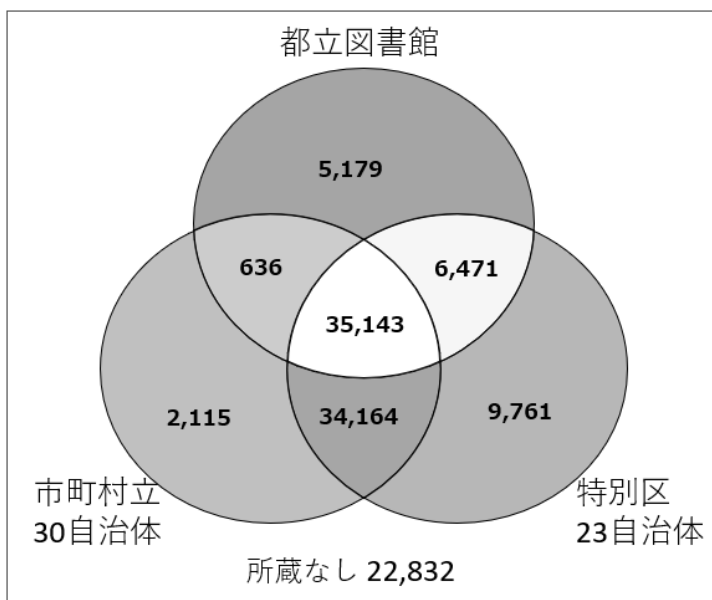 都立図書館
5,179
636
6,471
35,143
2,115
34,164
9,761
市町村立
30自治体
特別区
23自治体
所蔵なし 22,832